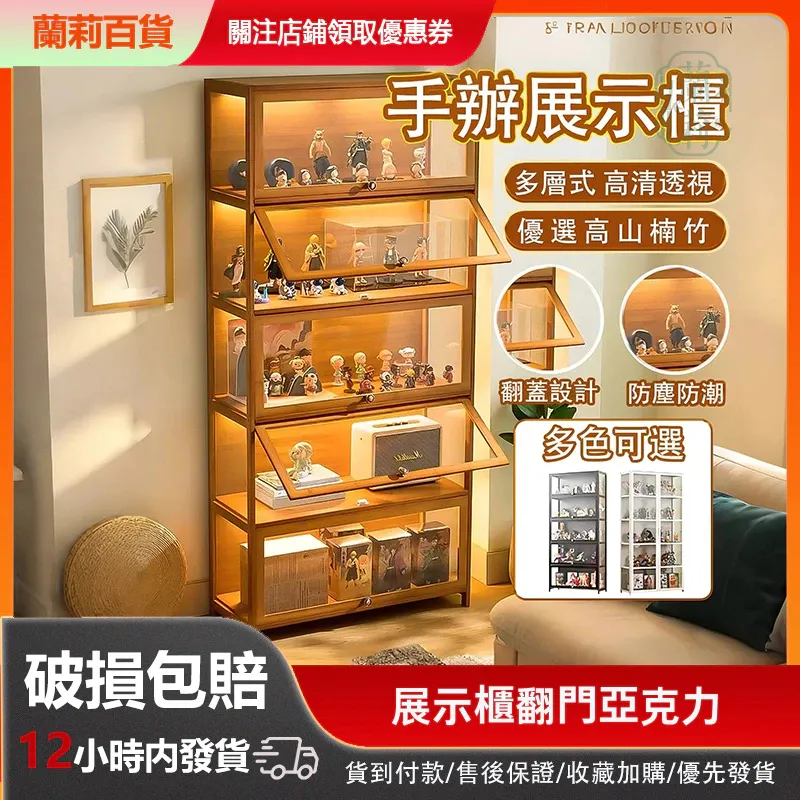 蘭莉百貨
關注店鋪領取優惠券
手辦展示櫃
多層式 高清透視
優選高山楠竹
翻蓋設計
防塵防潮
多色可選
破損包賠
12小時內發貨
展示櫃翻門亞克力
貨到付款/售後保證/收藏加購/優先發貨